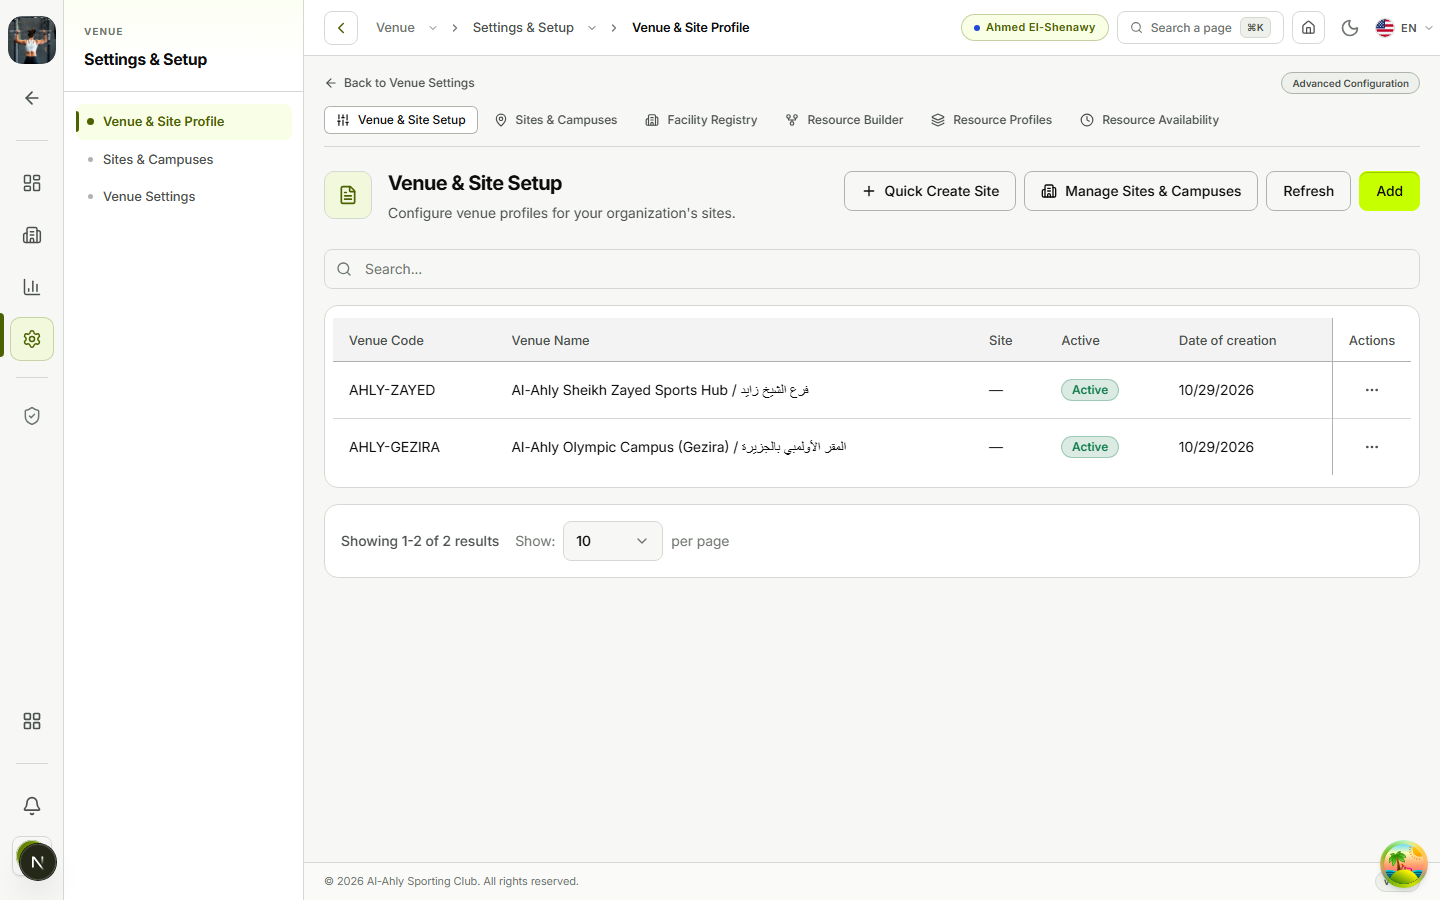 VENUE
Settings & Setup
Venue & Site Profile
Sites & Campuses
Venue Settings
Venue
Settings & Setup
Venue & Site Profile
Ahmed El-Shenawy
Search a page
⌘K
EN
Back to Venue Settings
Advanced Configuration
Venue & Site Setup
Sites & Campuses
Facility Registry
Resource Builder
Resource Profiles
Resource Availability
Venue & Site Setup
Configure venue profiles for your organization's sites.
Quick Create Site
Manage Sites & Campuses
Refresh
Add
Search...
Venue Code Venue Name Site Active Date of creation Actions
AHLY-ZAYED Al-Ahly Sheikh Zayed Sports Hub / فرع الشيخ زايد — Active 10/29/2026
AHLY-GEZIRA Al-Ahly Olympic Campus (Gezira) / المقر الأولمبي بالجزيرة — Active 10/29/2026
Showing 1-2 of 2 results Show: 10 per page
N
© 2026 Al-Ahly Sporting Club. All rights reserved.